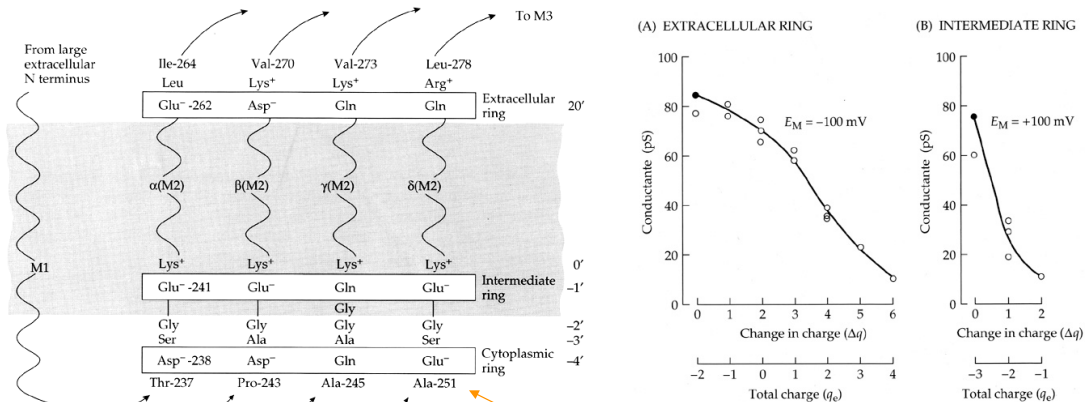 To M3
From large
extracellular
N terminus
Ile-264 Val-270 Val-273 Leu-278
Leu Lys⁺ Lys⁺ Arg⁺
Glu⁻ -262 Asp⁻ Gln Gln
Extracellular
ring
20′
α(M2) β(M2) γ(M2) δ(M2)
M1
Lys⁺ Lys⁺ Lys⁺ Lys⁺ 0′
Glu⁻ -241 Glu⁻ Gln Glu⁻
Intermediate
ring
-1′
Gly
Gly Gly Gly Gly -2′
Ser Ala Ala Ser -3′
Asp⁻ -238 Asp⁻ Gln Glu⁻
Cytoplasmic
ring
-4′
Thr-237 Pro-243 Ala-245 Ala-251
(A) EXTRACELLULAR RING
Conductante (pS)
100
80
60
40
20
0
E_M = −100 mV
0 1 2 3 4 5 6
Change in charge (Δq)
−2 −1 0 1 2 3 4
Total charge (q_e)
(B) INTERMEDIATE RING
Conductante (pS)
100
80
60
40
20
0
E_M = +100 mV
0 1 2
Change in charge (Δq)
−3 −2 −1
Total charge (q_e)